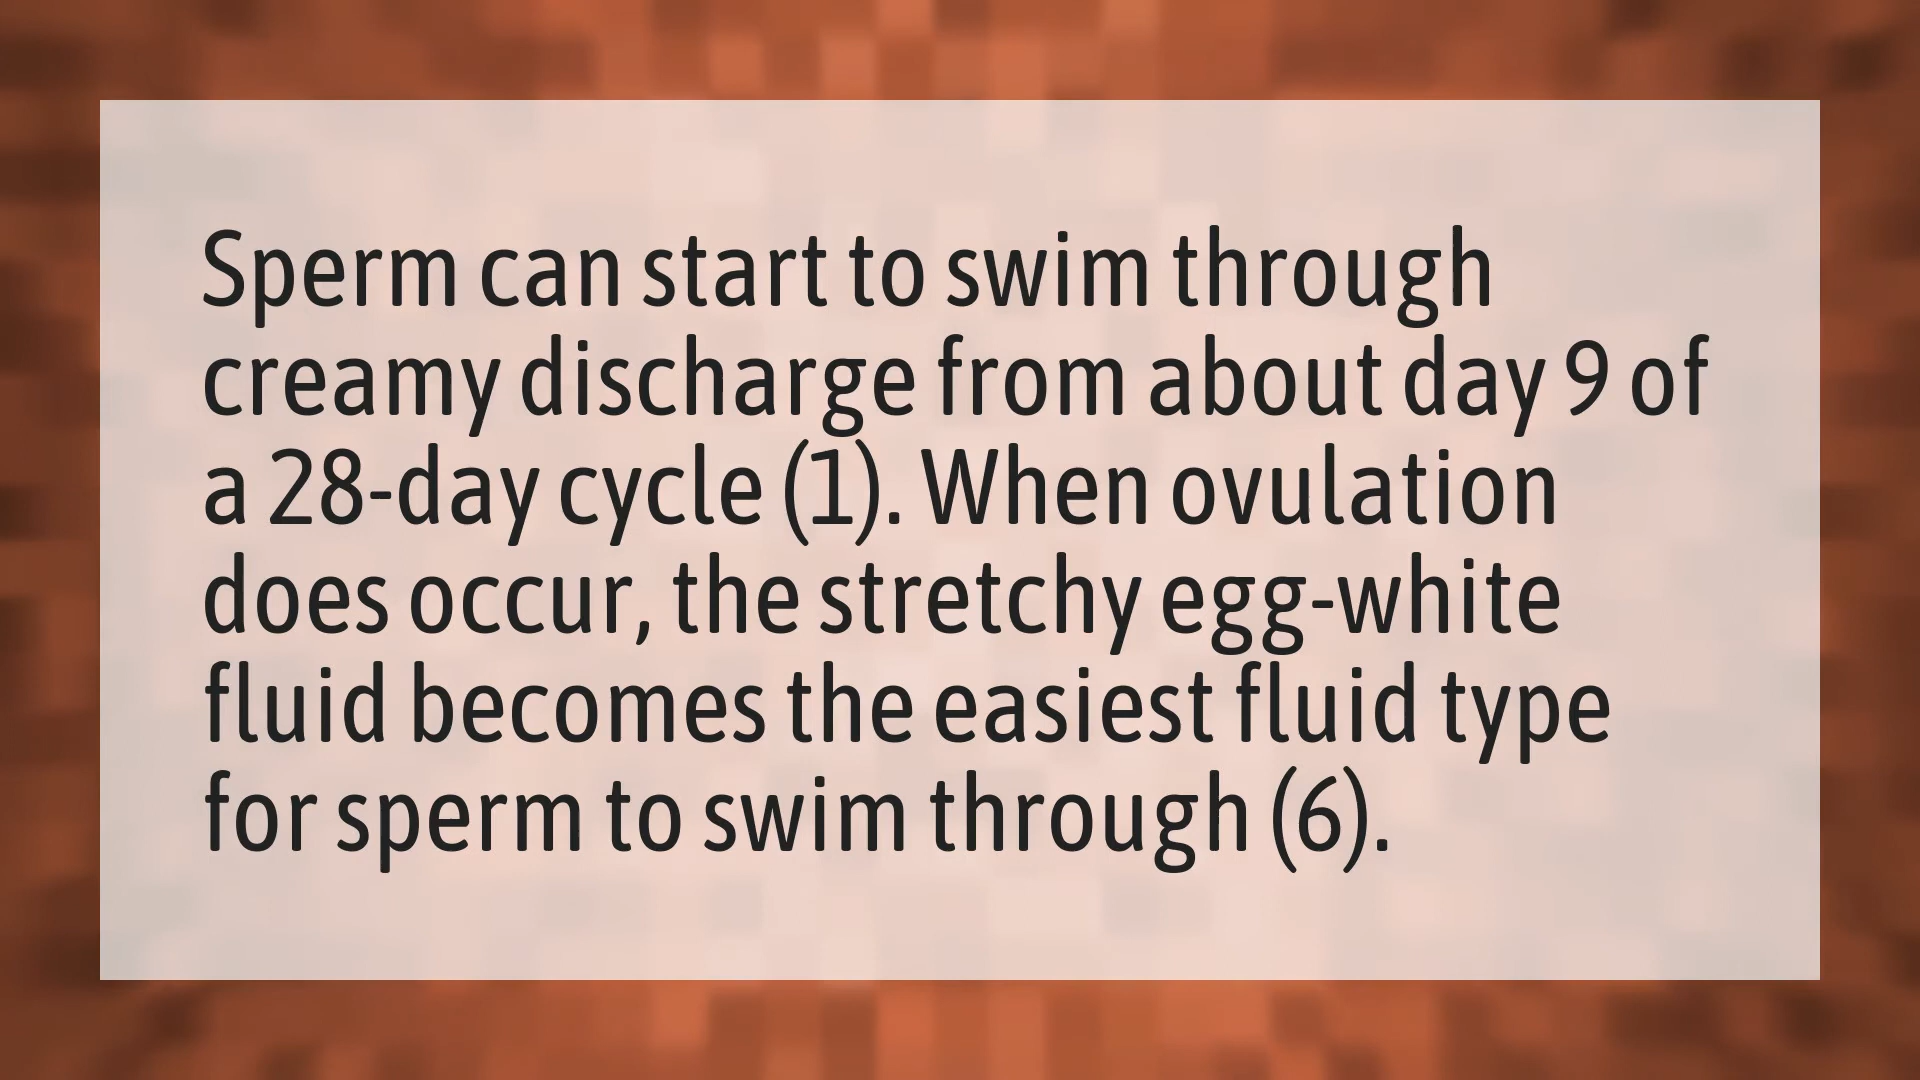 Sperm can start to swim through
creamy discharge from about day 9 of
a 28-day cycle (1). When ovulation
does occur, the stretchy egg-white
fluid becomes the easiest fluid type
for sperm to swim through (6).